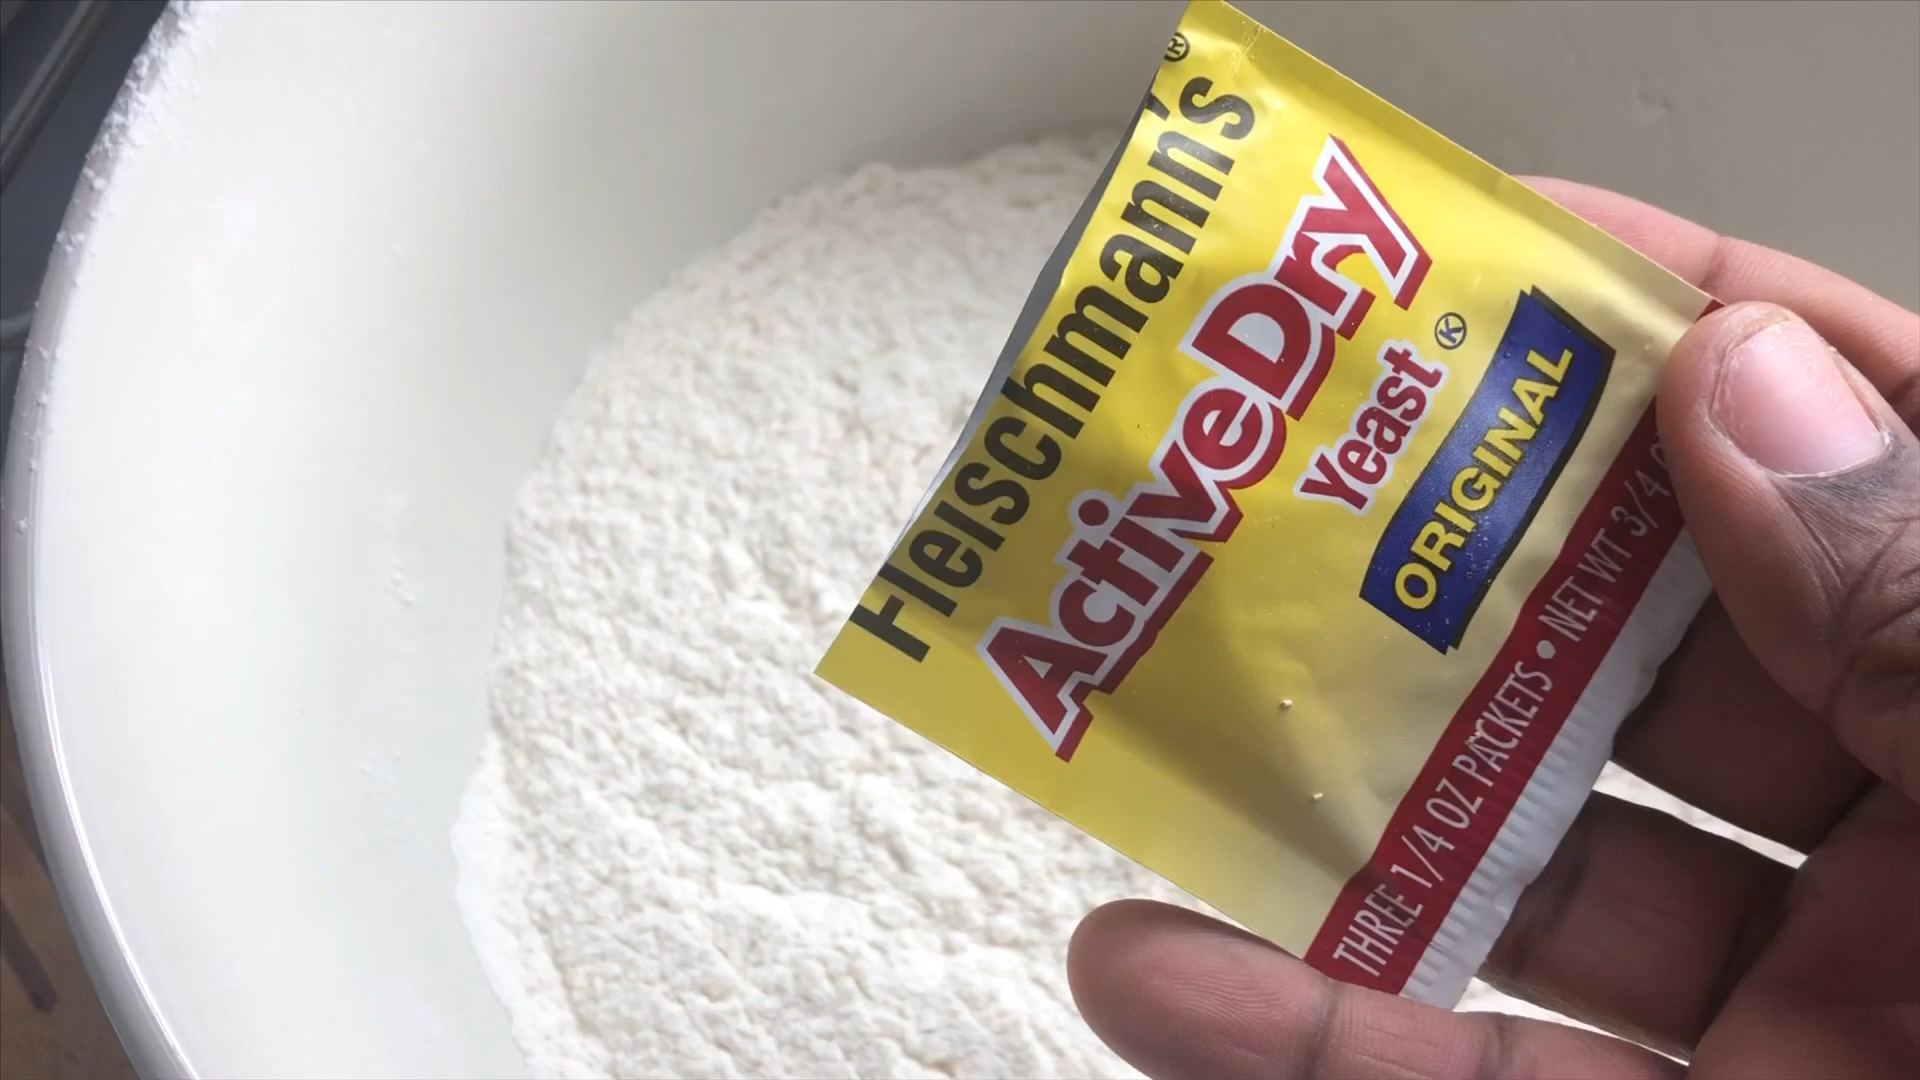 Fleischmann's®
ActiveDry
Yeast Ⓚ
ORIGINAL
THREE 1/4 OZ PACKETS • NET WT 3/4